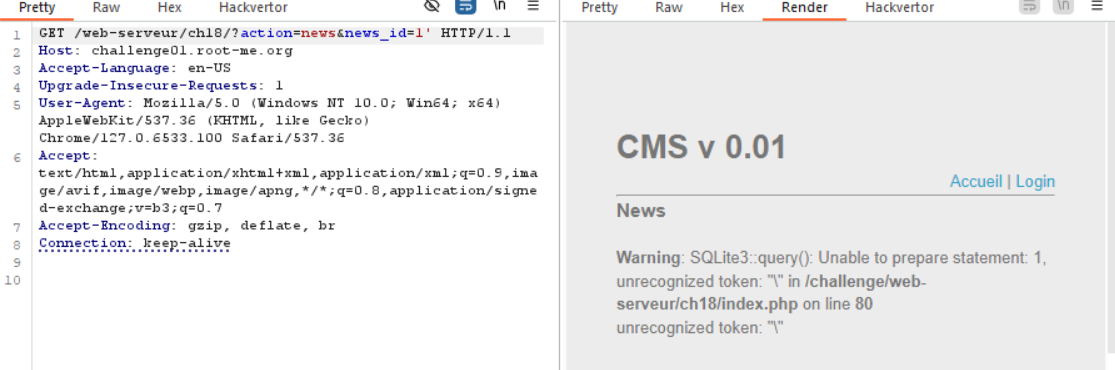 Pretty Raw Hex Hackvertor \n
1 GET /web-serveur/ch18/?action=news&news_id=1' HTTP/1.1
2 Host: challenge01.root-me.org
3 Accept-Language: en-US
4 Upgrade-Insecure-Requests: 1
5 User-Agent: Mozilla/5.0 (Windows NT 10.0; Win64; x64)
AppleWebKit/537.36 (KHTML, like Gecko)
Chrome/127.0.6533.100 Safari/537.36
6 Accept:
text/html,application/xhtml+xml,application/xml;q=0.9,ima
ge/avif,image/webp,image/apng,*/*;q=0.8,application/signe
d-exchange;v=b3;q=0.7
7 Accept-Encoding: gzip, deflate, br
8 Connection: keep-alive
9
10
Pretty Raw Hex Render Hackvertor \n
CMS v 0.01
Accueil | Login
News
Warning: SQLite3::query(): Unable to prepare statement: 1,
unrecognized token: "\" in /challenge/web-
serveur/ch18/index.php on line 80
unrecognized token: "\"